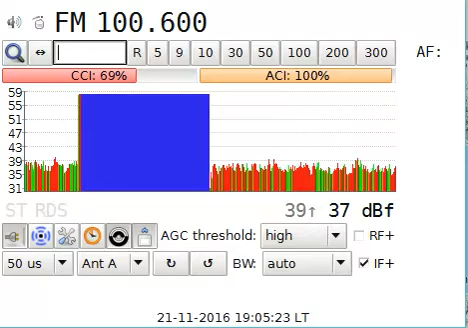 FM 100.600
↔ R 5 9 10 30 50 100 200 300 AF:
CCI: 69% ACI: 100%
59
55
51
47
43
39
35
31
ST RDS 39↑ 37 dBf
AGC threshold: high RF+
50 us Ant A ↻ ↺ BW: auto IF+
21-11-2016 19:05:23 LT